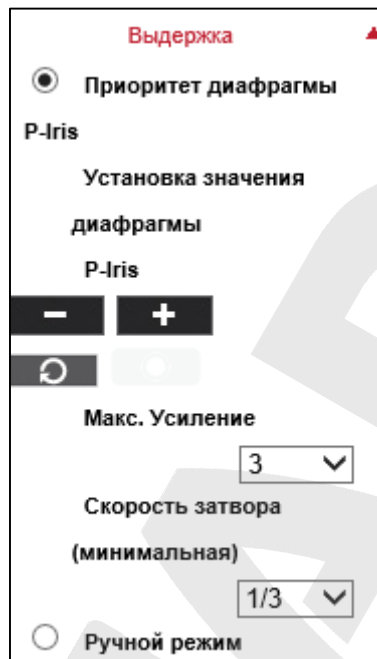 Выдержка
Приоритет диафрагмы
P-Iris
Установка значения
диафрагмы
P-Iris
− +
Макс. Усиление
3
Скорость затвора
(минимальная)
1/3
Ручной режим